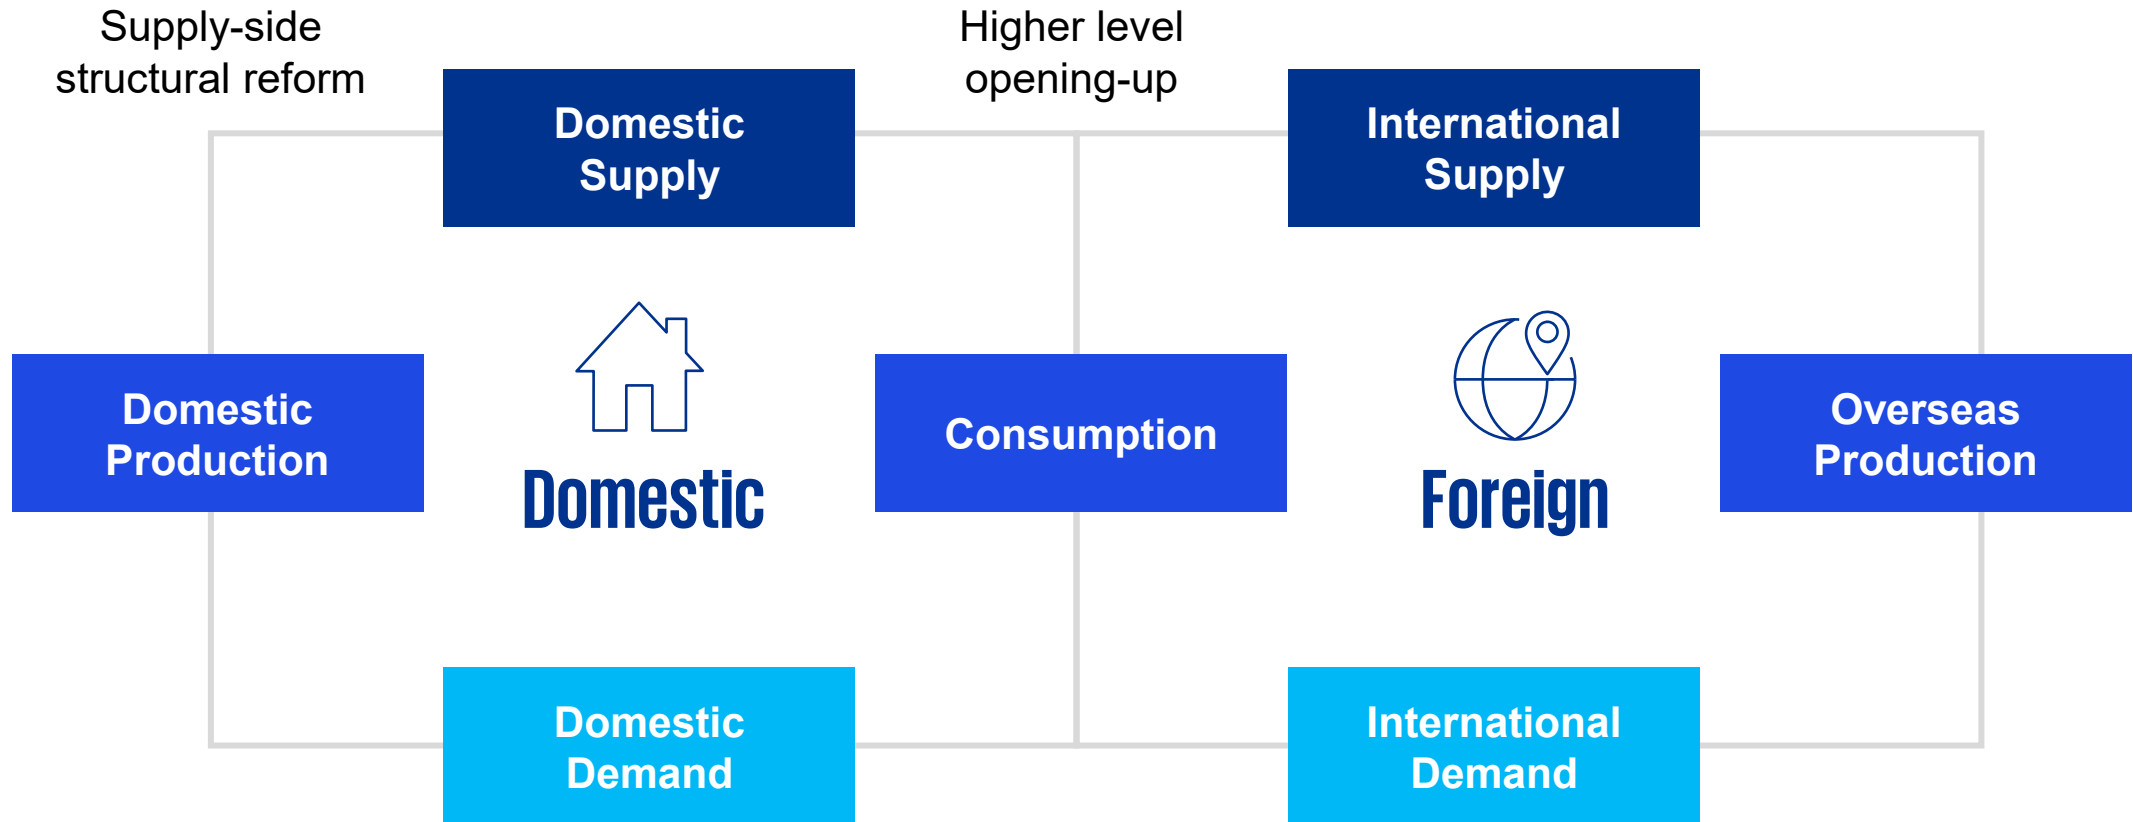 Supply-side
structural reform
Higher level
opening-up
Domestic
Supply
International
Supply
Domestic
Production
Domestic
Consumption
Foreign
Overseas
Production
Domestic
Demand
International
Demand